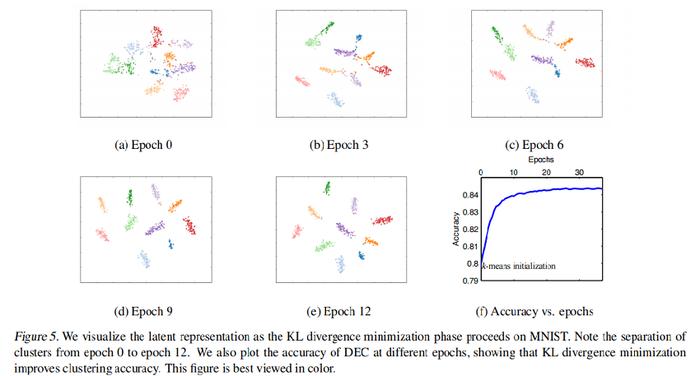 (a) Epoch 0
(b) Epoch 3
(c) Epoch 6
Epochs
0 10 20 30
0.84
0.83
0.82
0.81
0.8
0.79
Accuracy
k-means initialization
(d) Epoch 9
(e) Epoch 12
(f) Accuracy vs. epochs
Figure 5. We visualize the latent representation as the KL divergence minimization phase proceeds on MNIST. Note the separation of
clusters from epoch 0 to epoch 12. We also plot the accuracy of DEC at different epochs, showing that KL divergence minimization
improves clustering accuracy. This figure is best viewed in color.